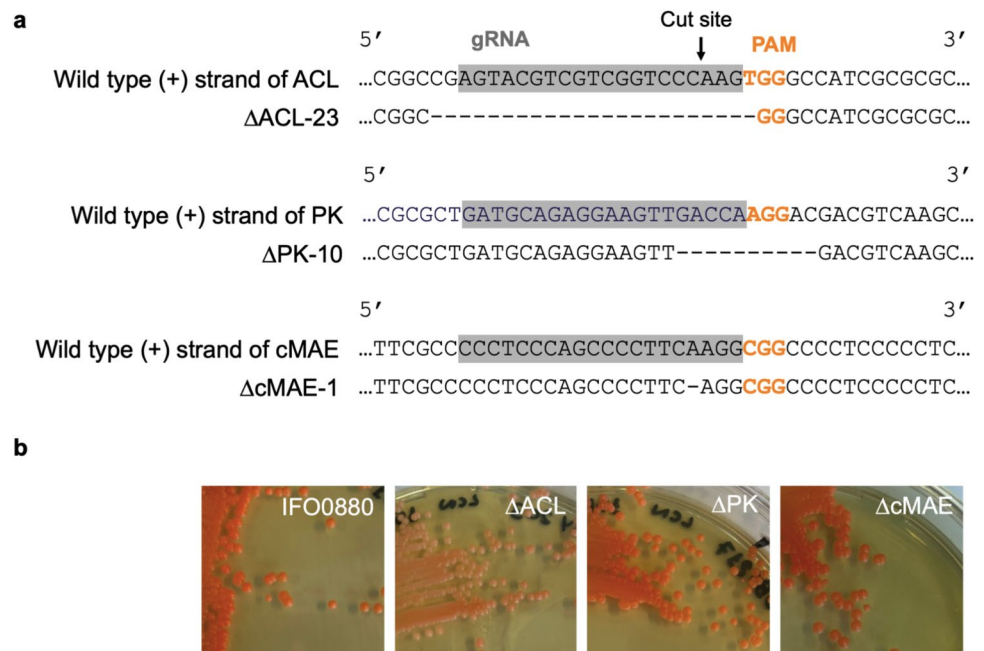 a
5′ gRNA Cut site PAM 3′
Wild type (+) strand of ACL …CGGCCGAGTACGTCGTCGGTCCCAAGTGGGCCATCGCGCGC…
ΔACL-23 …CGGC-----------------------GGGCCATCGCGCGC…
5′ 3′
Wild type (+) strand of PK …CGCGCTGATGCAGAGGAAGTTGACCAAGGACGACGTCAAGC…
ΔPK-10 …CGCGCTGATGCAGAGGAAGTT----------GACGTCAAGC…
5′ 3′
Wild type (+) strand of cMAE …TTCGCCCCCTCCCAGCCCCTTCAAGGCGGCCCCTCCCCCTC…
ΔcMAE-1 …TTCGCCCCCTCCCAGCCCCTTC-AGGCGGCCCCTCCCCCTC…
b
IFO0880 ΔACL ΔPK ΔcMAE